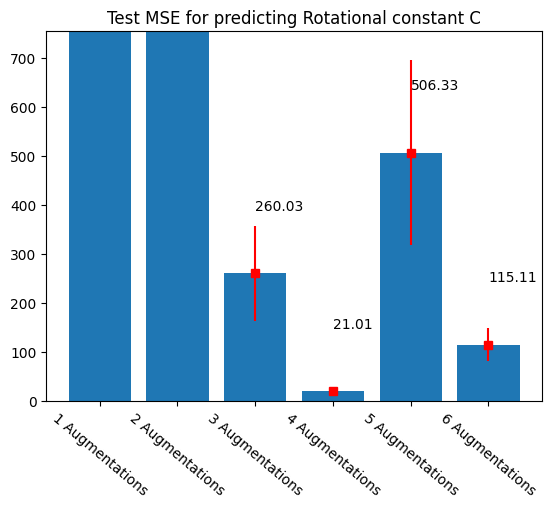 Test MSE for predicting Rotational constant C
700
600
500
400
300
200
100
0
506.33
260.03
115.11
21.01
1 Augmentations
2 Augmentations
3 Augmentations
4 Augmentations
5 Augmentations
6 Augmentations